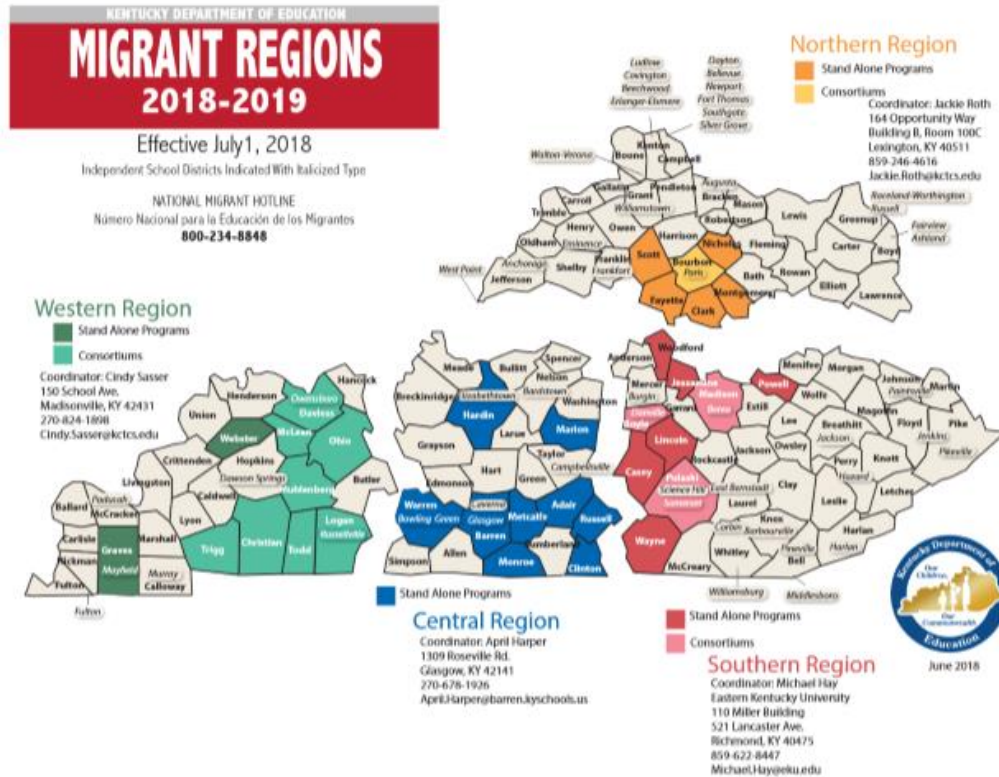 KENTUCKY DEPARTMENT OF EDUCATION
MIGRANT REGIONS
2018-2019
Effective July1, 2018
Independent School Districts Indicated With Italicized Type
NATIONAL MIGRANT HOTLINE
Número Nacional para la Educación de los Migrantes
800-234-8848
Northern Region
Stand Alone Programs
Consortiums
Coordinator: Jackie Roth
164 Opportunity Way
Building B, Room 100C
Lexington, KY 40511
859-246-4616
Jackie.Roth@kctcs.edu
Ludlow
Covington
Beechwood
Erlanger-Elsmere
Dayton
Bellevue
Newport
Fort Thomas
Southgate
Silver Grove
Walton-Verona
Boone
Kenton
Campbell
Gallatin
Grant
Pendleton
Williamstown
Augusta
Bracken
Mason
Robertson
Lewis
Raceland-Worthington
Russell
Greenup
Fairview
Ashland
Boyd
Carter
Carroll
Trimble
Henry
Owen
Harrison
Nicholas
Fleming
Oldham
Eminence
Scott
Bourbon
Paris
Bath
Rowan
Elliott
Lawrence
West Point
Anchorage
Jefferson
Shelby
Franklin
Frankfort
Fayette
Clark
Montgomery
Western Region
Stand Alone Programs
Consortiums
Coordinator: Cindy Sasser
150 School Ave.
Madisonville, KY 42431
270-824-1898
Cindy.Sasser@kctcs.edu
Hancock
Henderson
Owensboro
Daviess
Union
Webster
McLean
Ohio
Crittenden
Hopkins
Dawson Springs
Muhlenberg
Butler
Livingston
Caldwell
Paducah
Ballard
McCracken
Lyon
Logan
Russellville
Carlisle
Graves
Marshall
Trigg
Christian
Todd
Hickman
Mayfield
Murray
Calloway
Fulton
Fulton
Meade
Bullitt
Spencer
Nelson
Bardstown
Breckinridge
Elizabethtown
Washington
Hardin
Marion
Grayson
Larue
Taylor
Campbellsville
Hart
Green
Edmonson
Warren
Bowling Green
Caverna
Glasgow
Metcalfe
Adair
Russell
Barren
Simpson
Allen
Monroe
Cumberland
Clinton
Stand Alone Programs
Central Region
Coordinator: April Harper
1309 Roseville Rd.
Glasgow, KY 42141
270-678-1926
April.Harper@barren.kyschools.us
Anderson
Woodford
Mercer
Burgin
Jessamine
Madison
Berea
Powell
Menifee
Morgan
Wolfe
Johnson
Paintsville
Martin
Danville
Boyle
Garrard
Estill
Lee
Magoffin
Floyd
Pike
Breathitt
Jackson
Jenkins
Pikeville
Lincoln
Casey
Rockcastle
Jackson
Owsley
Perry
Hazard
Knott
Letcher
Pulaski
Science Hill
Somerset
East Bernstadt
Laurel
Clay
Leslie
Wayne
Corbin
Knox
Barbourville
Harlan
Harlan
Whitley
Pineville
Bell
McCreary
Williamsburg
Middlesboro
Stand Alone Programs
Consortiums
Southern Region
Coordinator: Michael Hay
Eastern Kentucky University
110 Miller Building
521 Lancaster Ave.
Richmond, KY 40475
859-622-8447
Michael.Hay@eku.edu
Kentucky Department of
Education
Our
Children,
Our
Commonwealth
June 2018